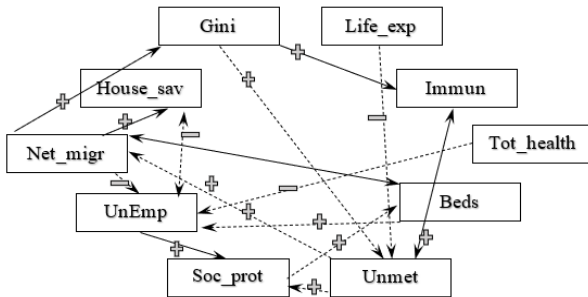 Gini
Life_exp
House_sav
Immun
Net_migr
Tot_health
UnEmp
Beds
Soc_prot
Unmet